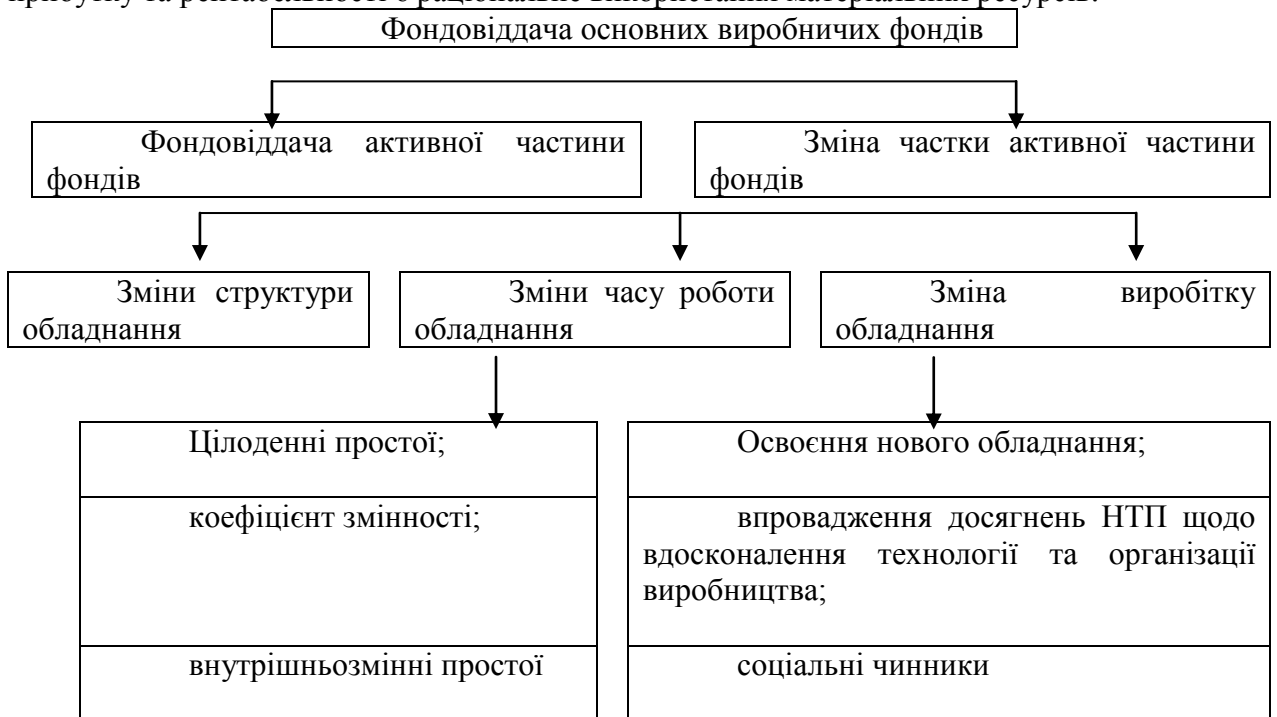 Фондовіддача основних виробничих фондів
Фондовіддача активної частини
фондів
Зміна частки активної частини
фондів
Зміни структури
обладнання
Зміни часу роботи
обладнання
Зміна виробітку
обладнання
Цілоденні простої;
коефіцієнт змінності;
внутрішньозмінні простої
Освоєння нового обладнання;
впровадження досягнень НТП щодо
вдосконалення технології та організації
виробництва;
соціальні чинники